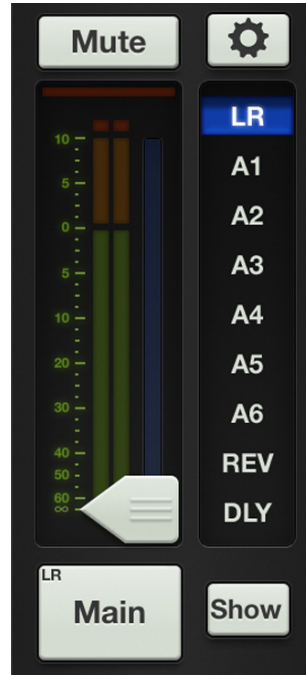 Mute
10
5
0
5
10
20
30
40
50
60
∞
LR
A1
A2
A3
A4
A5
A6
REV
DLY
LR
Main
Show